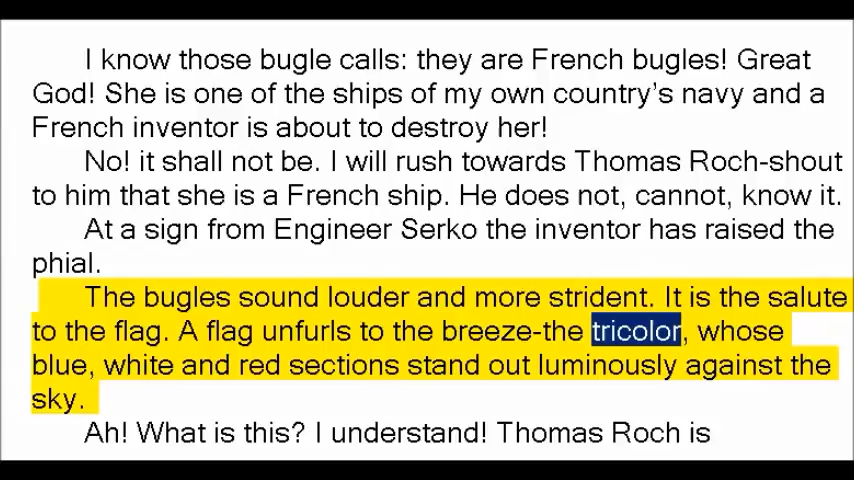 I know those bugle calls: they are French bugles! Great
God! She is one of the ships of my own country’s navy and a
French inventor is about to destroy her!
No! it shall not be. I will rush towards Thomas Roch-shout
to him that she is a French ship. He does not, cannot, know it.
At a sign from Engineer Serko the inventor has raised the
phial.
The bugles sound louder and more strident. It is the salute
to the flag. A flag unfurls to the breeze-the tricolor, whose
blue, white and red sections stand out luminously against the
sky.
Ah! What is this? I understand! Thomas Roch is